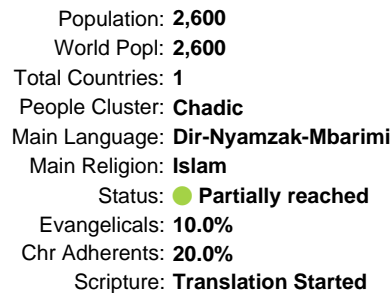 Population: 2,600
World Popl: 2,600
Total Countries: 1
People Cluster: Chadic
Main Language: Dir-Nyamzak-Mbarimi
Main Religion: Islam
Status: Partially reached
Evangelicals: 10.0%
Chr Adherents: 20.0%
Scripture: Translation Started